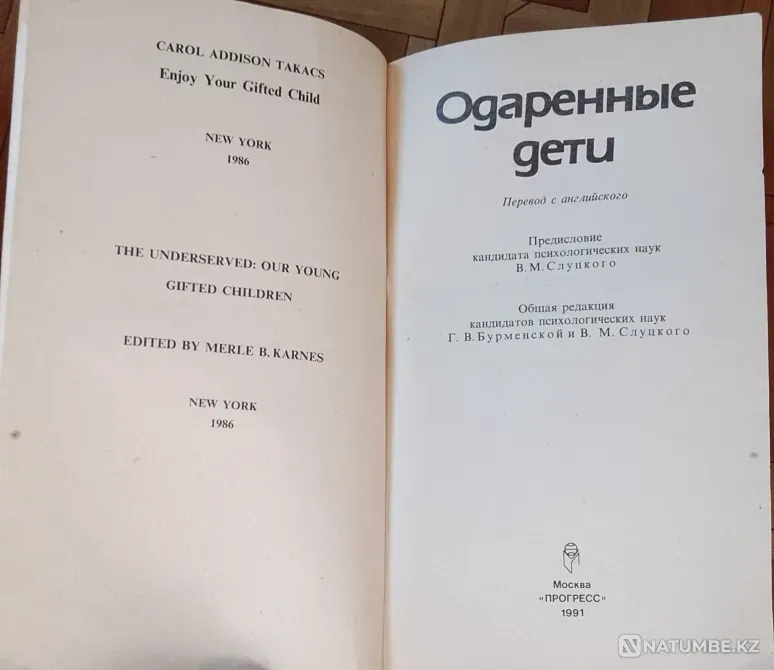 CAROL ADDISON TAKACS
Enjoy Your Gifted Child
NEW YORK
1986
THE UNDERSERVED: OUR YOUNG
GIFTED CHILDREN
EDITED BY MERLE B. KARNES
NEW YORK
1986
Одаренные
дети
Перевод с английского
Предисловие
кандидата психологических наук
В. М. Слуцкого
Общая редакция
кандидатов психологических наук
Г. В. Бурменской и В. М. Слуцкого
Москва
«ПРОГРЕСС»
1991
NATUMBE.KZ